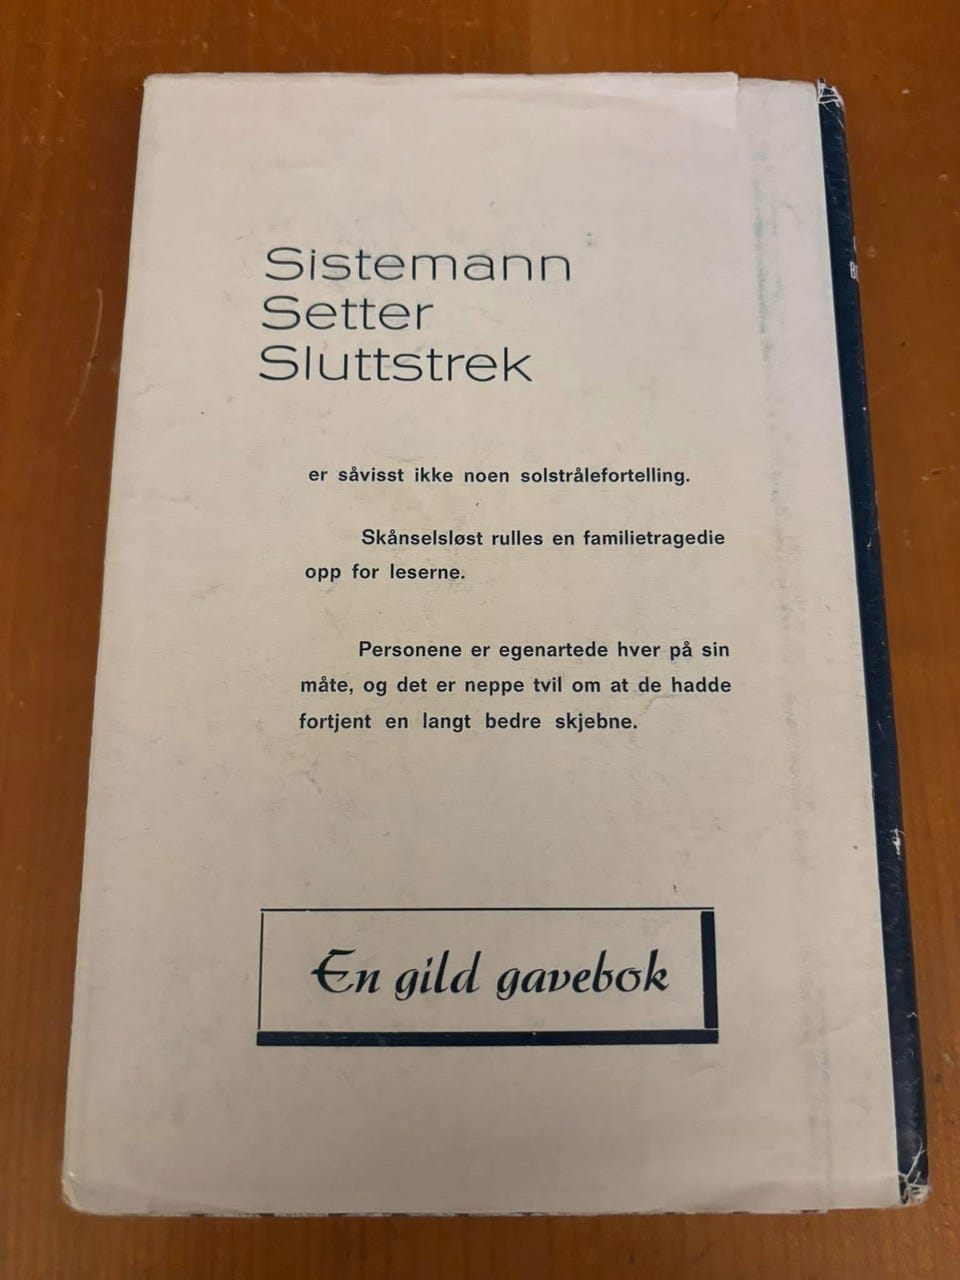 Sistemann
Setter
Sluttstrek
er såvisst ikke noen solstrålefortelling.
Skånselsløst rulles en familietragedie
opp for leserne.
Personene er egenartede hver på sin
måte, og det er neppe tvil om at de hadde
fortjent en langt bedre skjebne.
En gild gavebok